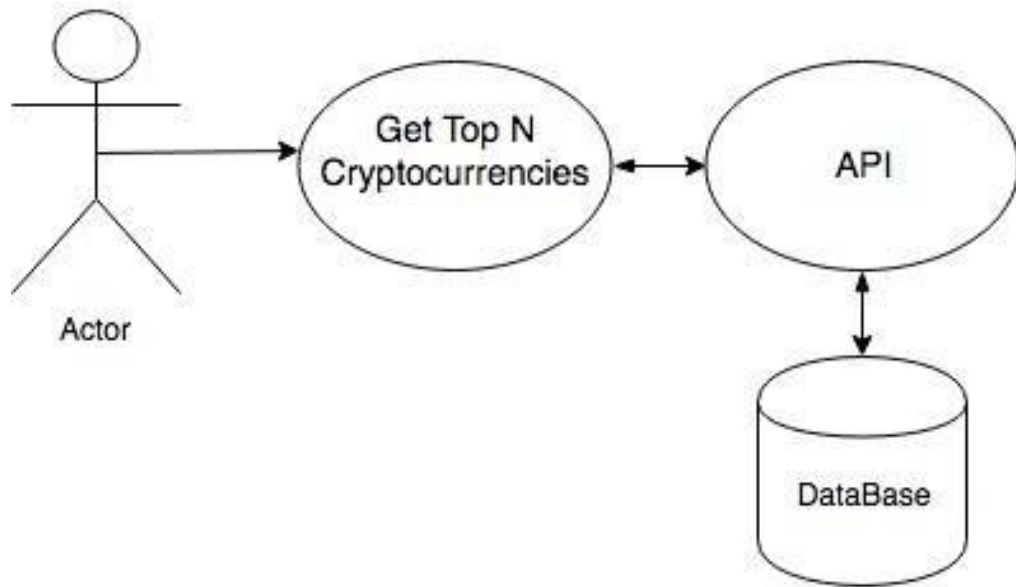 Get Top N
Cryptocurrencies
API
Actor
DataBase